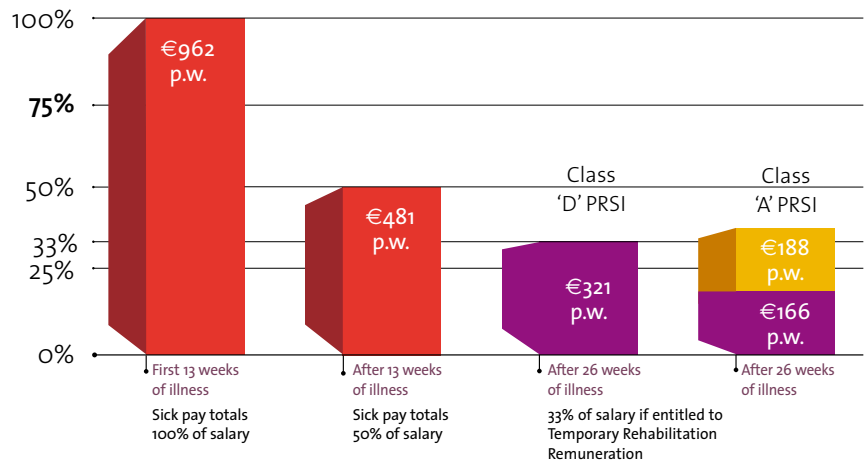 100%
75%
50%
33%
25%
0%
€962
p.w.
€481
p.w.
Class
‘D’ PRSI
€321
p.w.
Class
‘A’ PRSI
€188
p.w.
€166
p.w.
First 13 weeks
of illness
Sick pay totals
100% of salary
After 13 weeks
of illness
Sick pay totals
50% of salary
After 26 weeks
of illness
33% of salary if entitled to
Temporary Rehabilitation
Remuneration
After 26 weeks
of illness